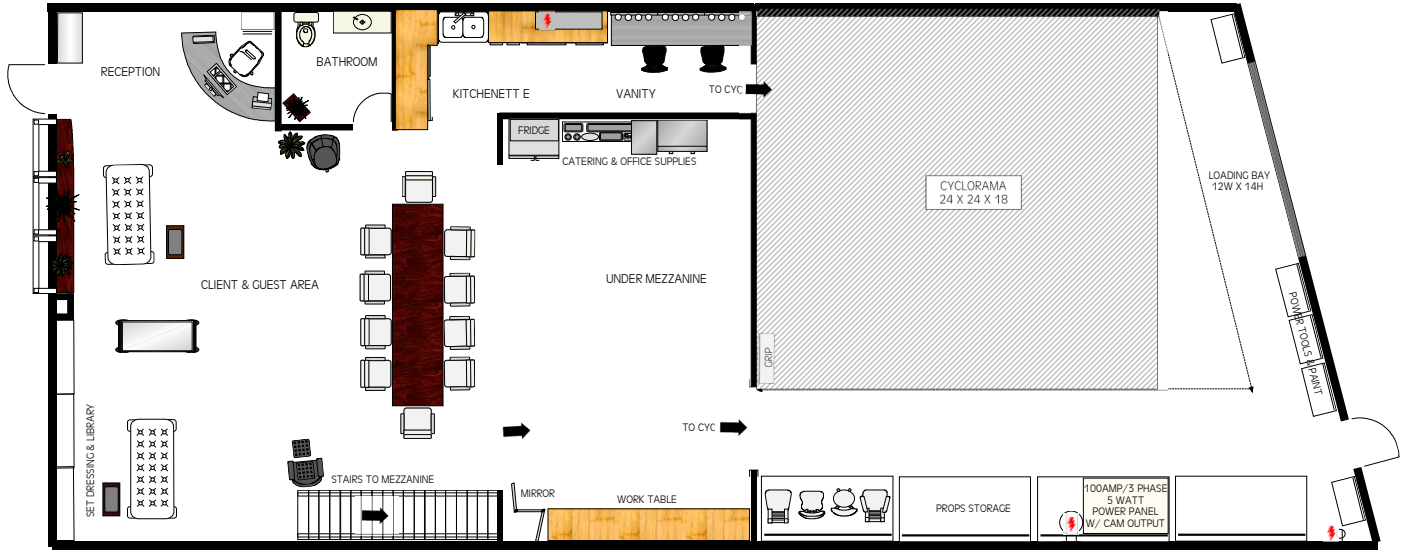 RECEPTION
BATHROOM
KITCHENETT E
VANITY
TO CYC
FRIDGE
CATERING & OFFICE SUPPLIES
CYCLORAMA
24 X 24 X 18
LOADING BAY
12W X 14H
CLIENT & GUEST AREA
UNDER MEZZANINE
GRIP
POWER TOOLS & PAINT
SET DRESSING & LIBRARY
TO CYC
STAIRS TO MEZZANINE
MIRROR
WORK TABLE
PROPS STORAGE
100AMP/3 PHASE
5 WATT
POWER PANEL
W/ CAM OUTPUT